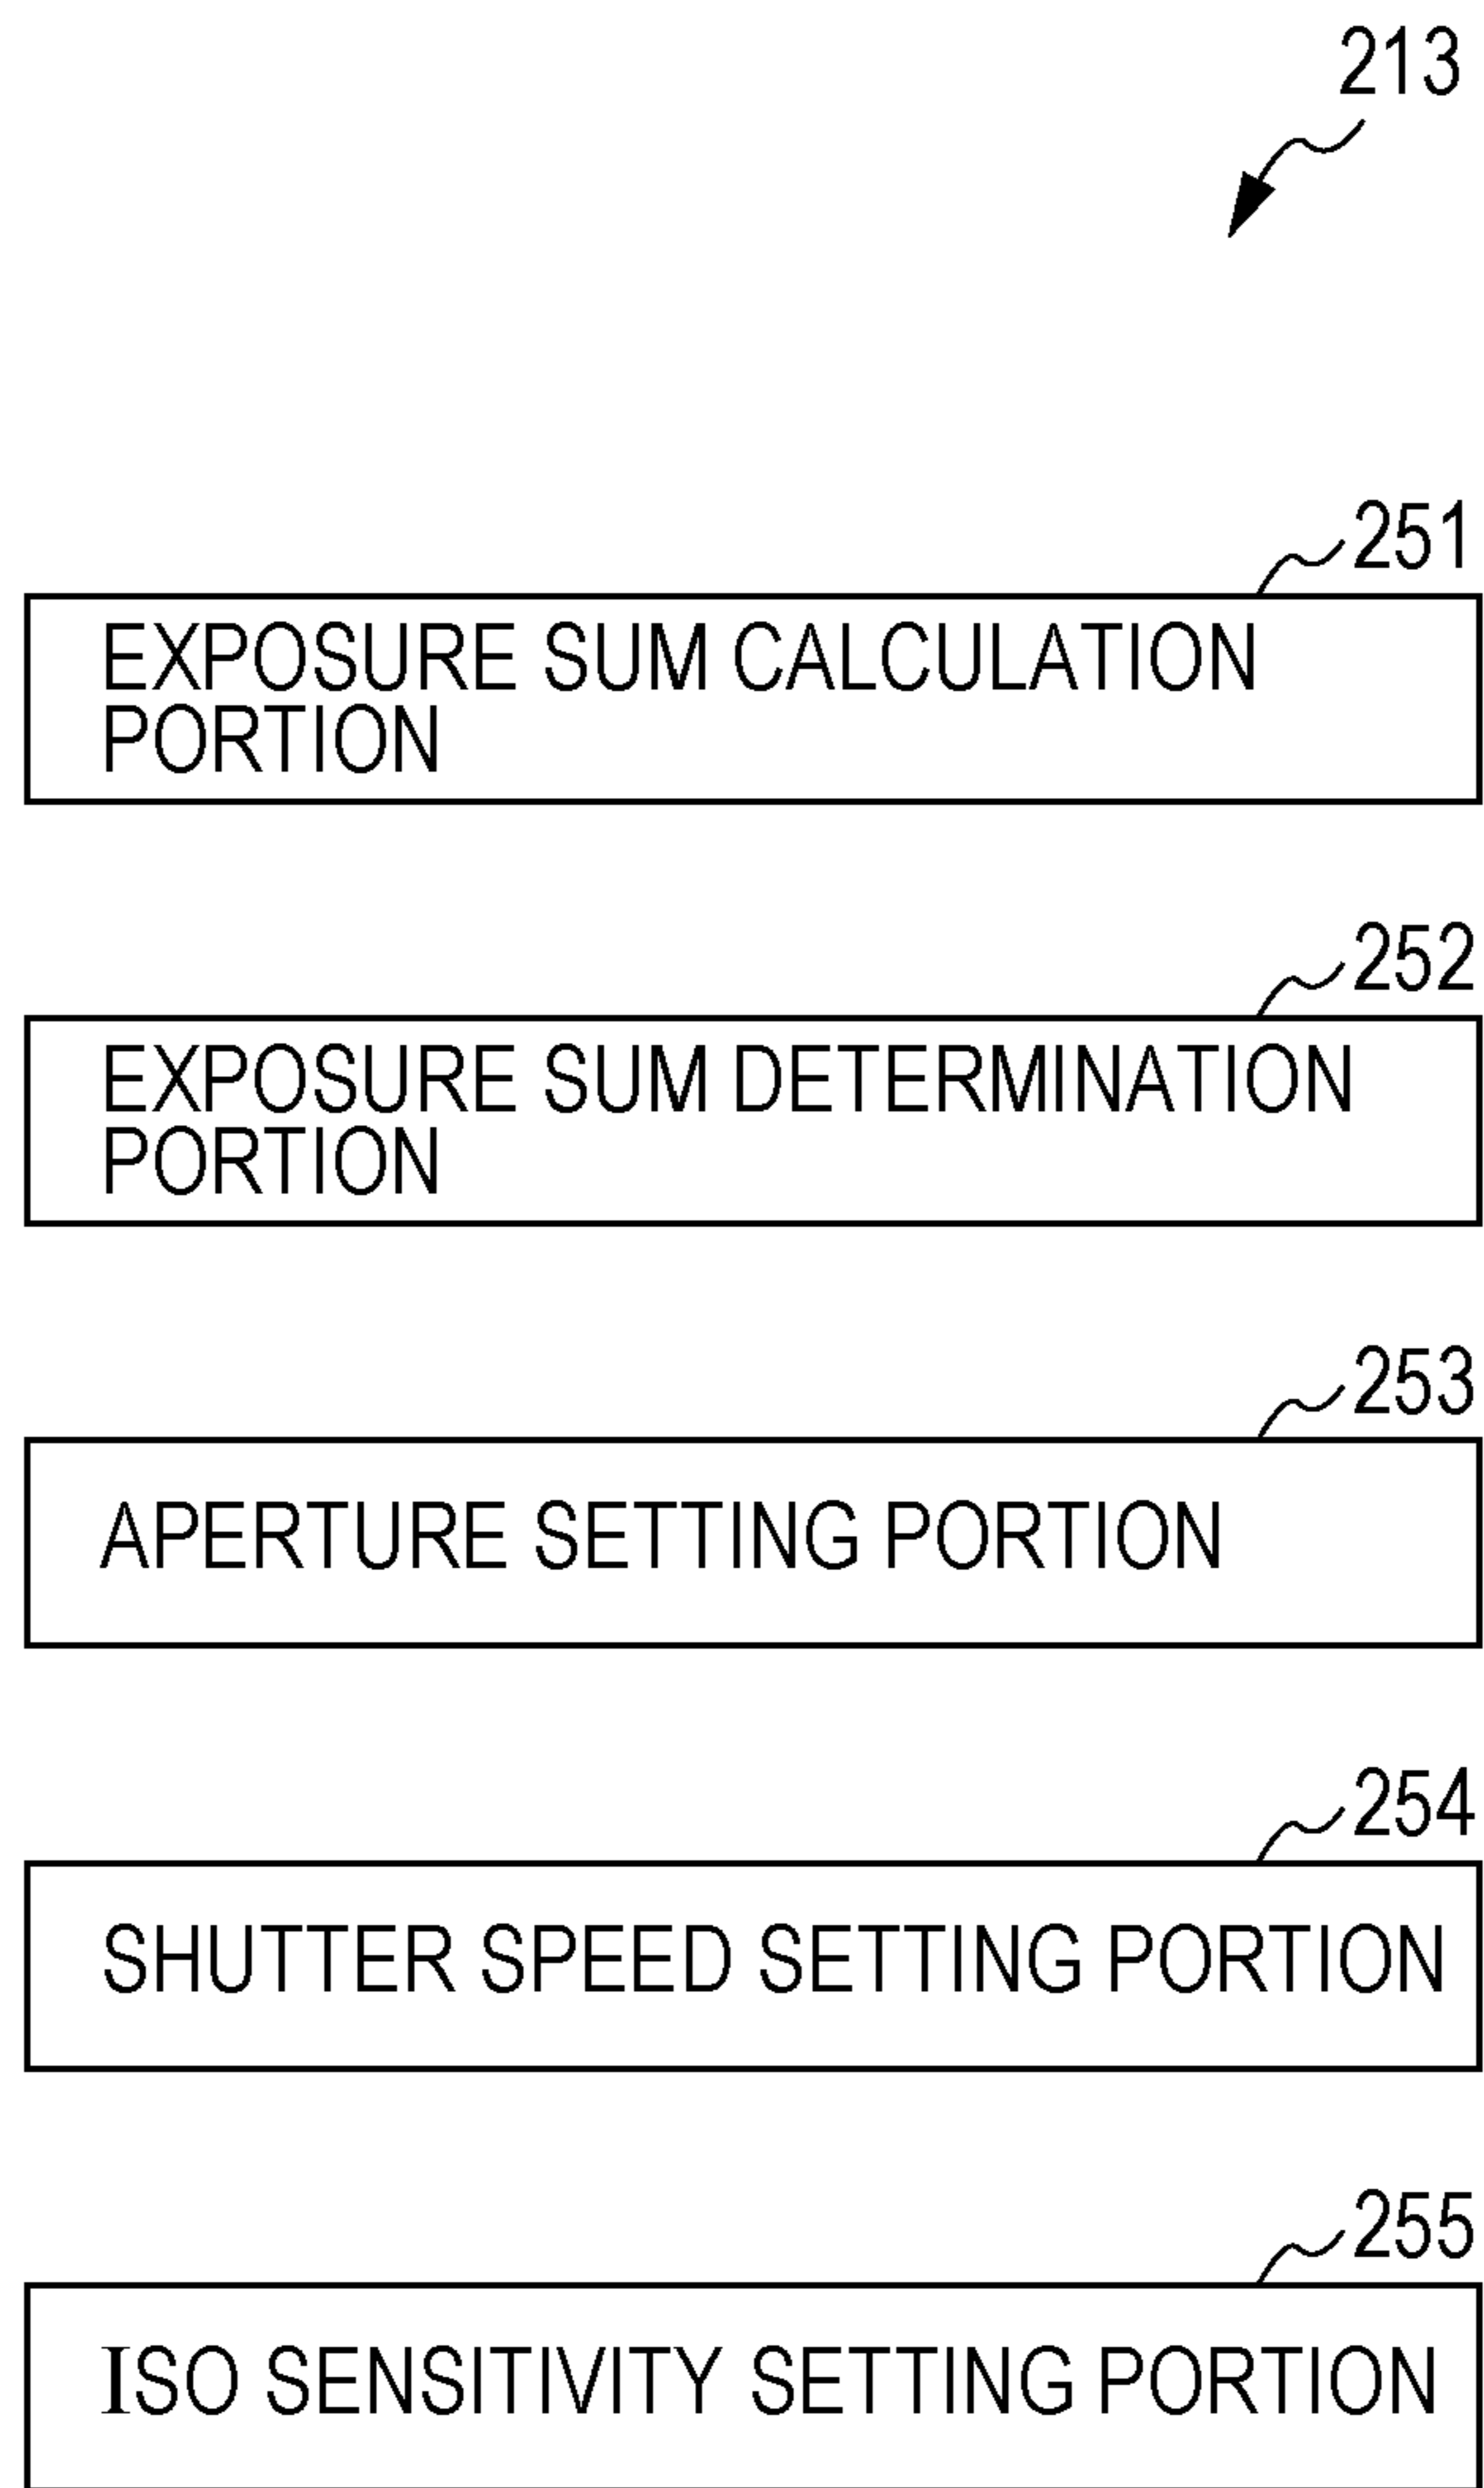 213
251
EXPOSURE SUM CALCULATION
PORTION
252
EXPOSURE SUM DETERMINATION
PORTION
253
APERTURE SETTING PORTION
254
SHUTTER SPEED SETTING PORTION
255
ISO SENSITIVITY SETTING PORTION